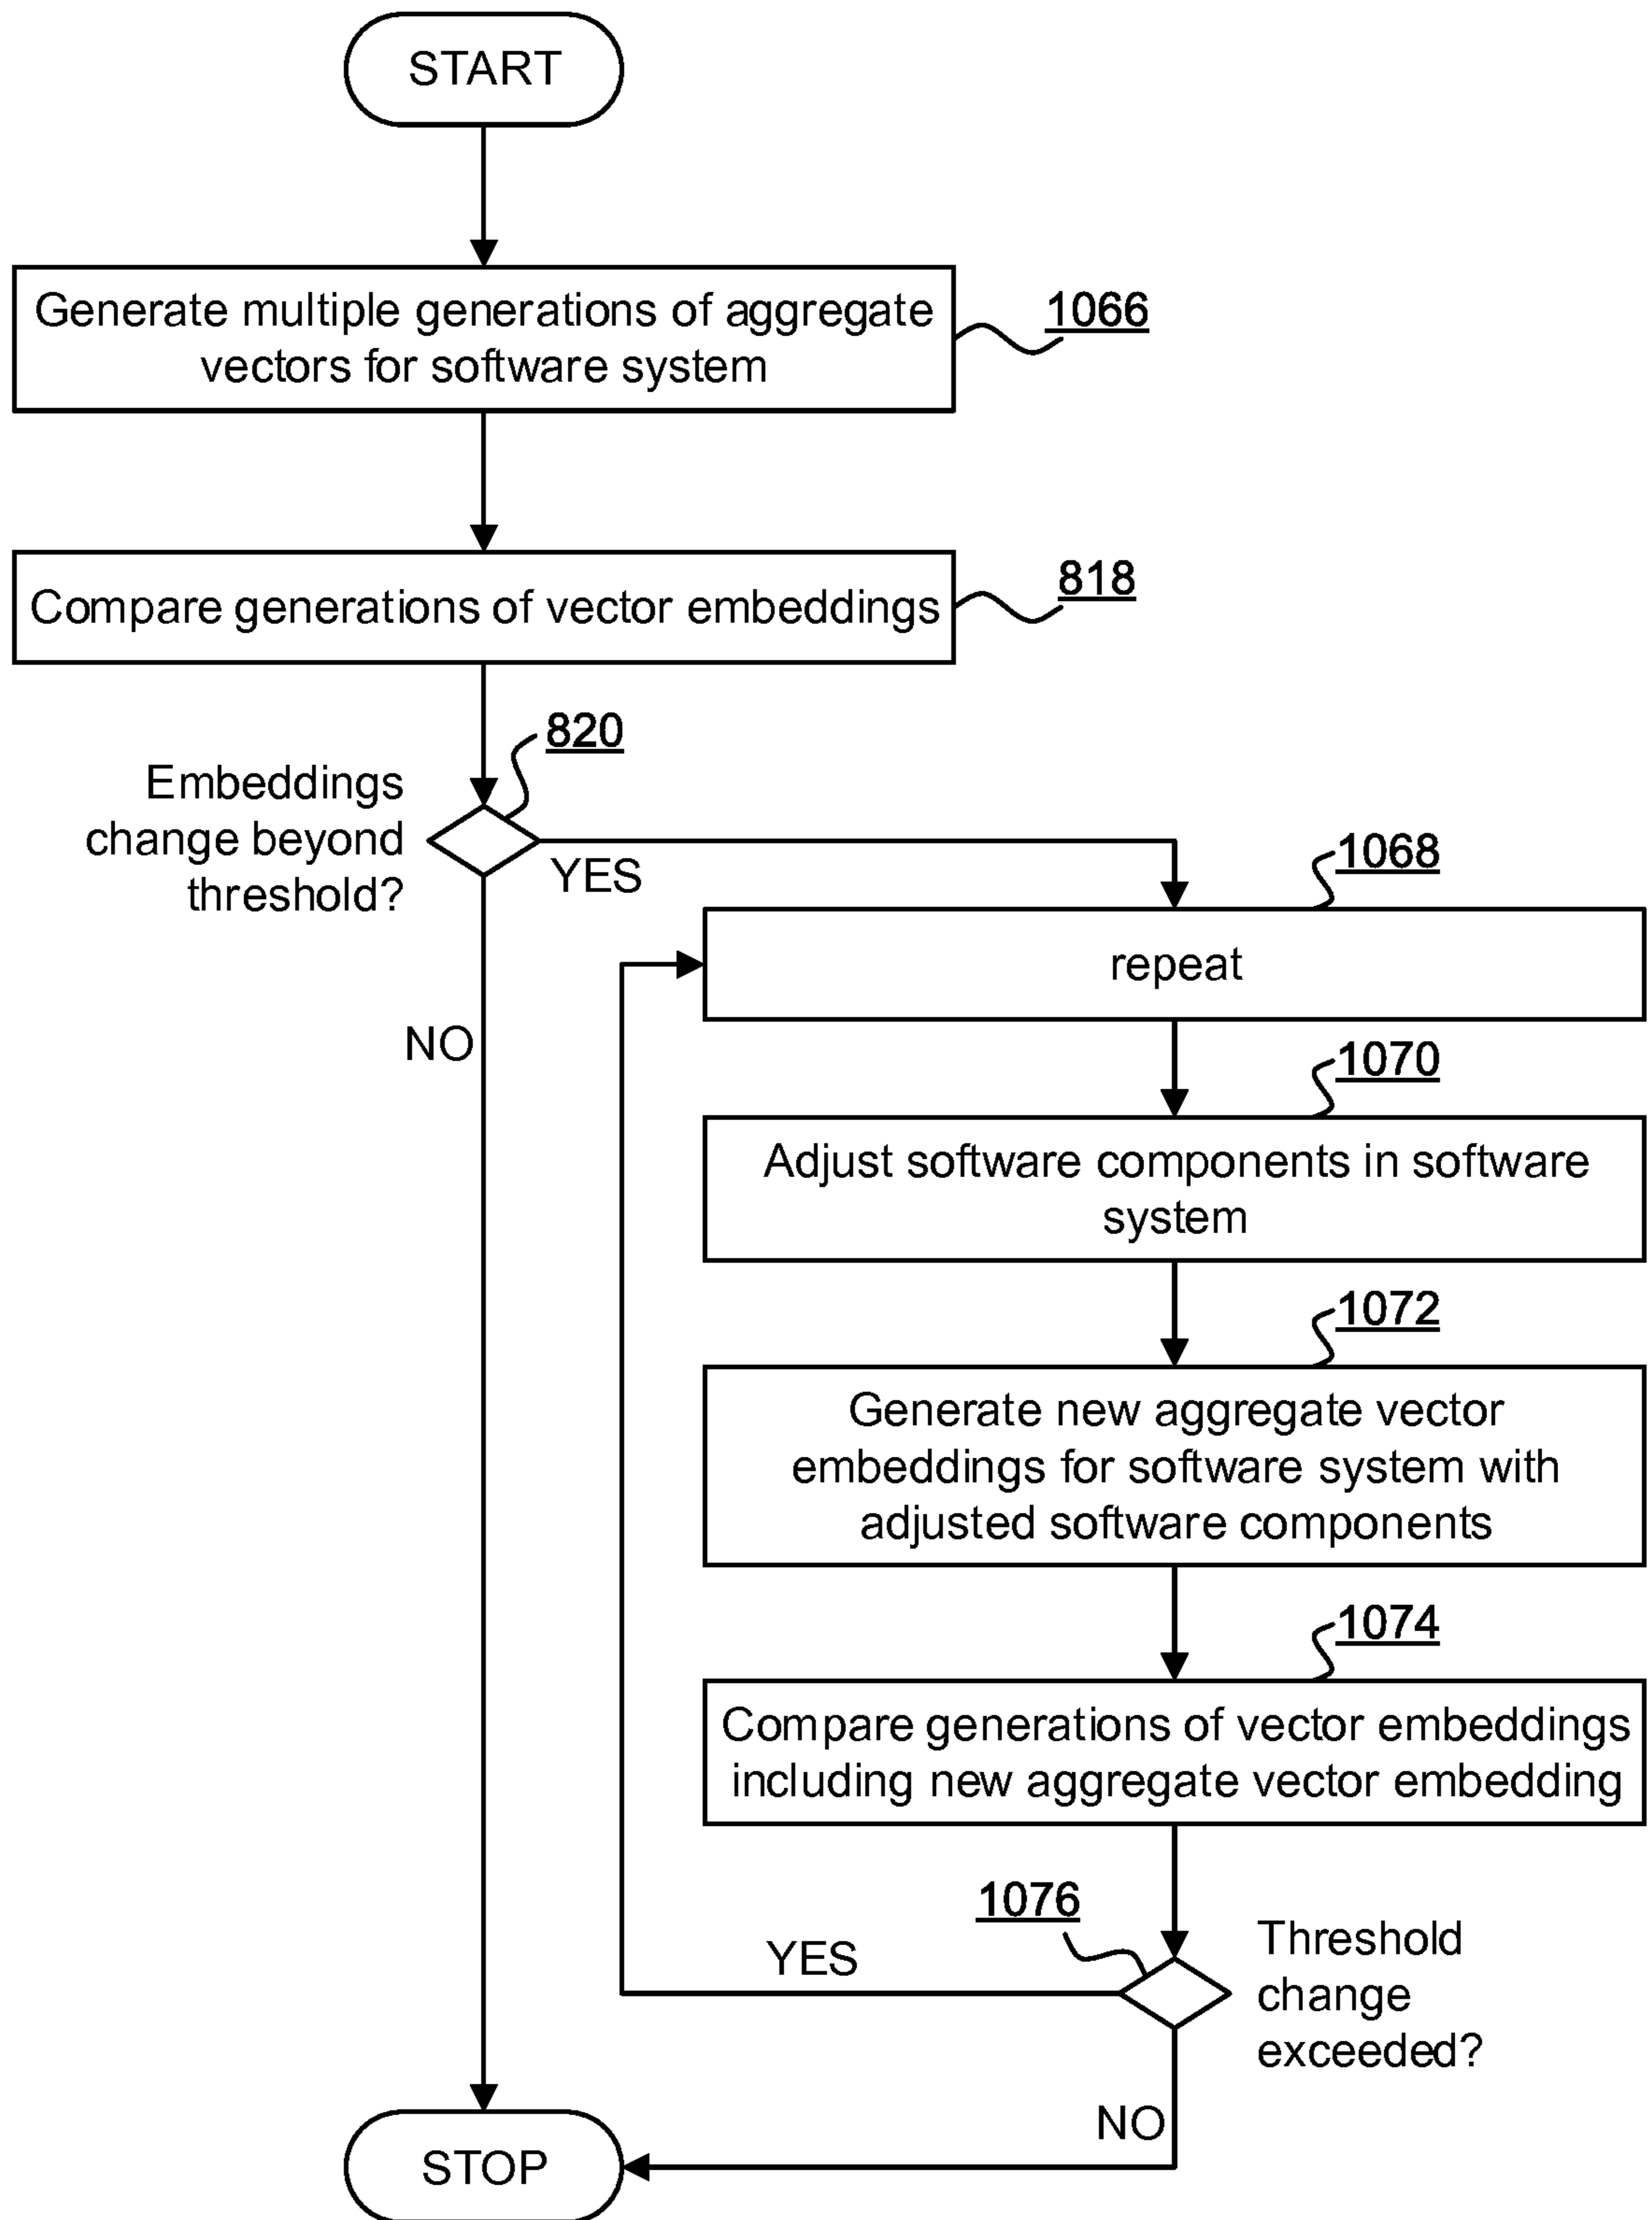 START
Generate multiple generations of aggregate
vectors for software system
1066
Compare generations of vector embeddings
818
820
Embeddings
change beyond
threshold?
YES
NO
1068
repeat
1070
Adjust software components in software
system
1072
Generate new aggregate vector
embeddings for software system with
adjusted software components
1074
Compare generations of vector embeddings
including new aggregate vector embedding
1076
Threshold
change
exceeded?
YES
NO
STOP